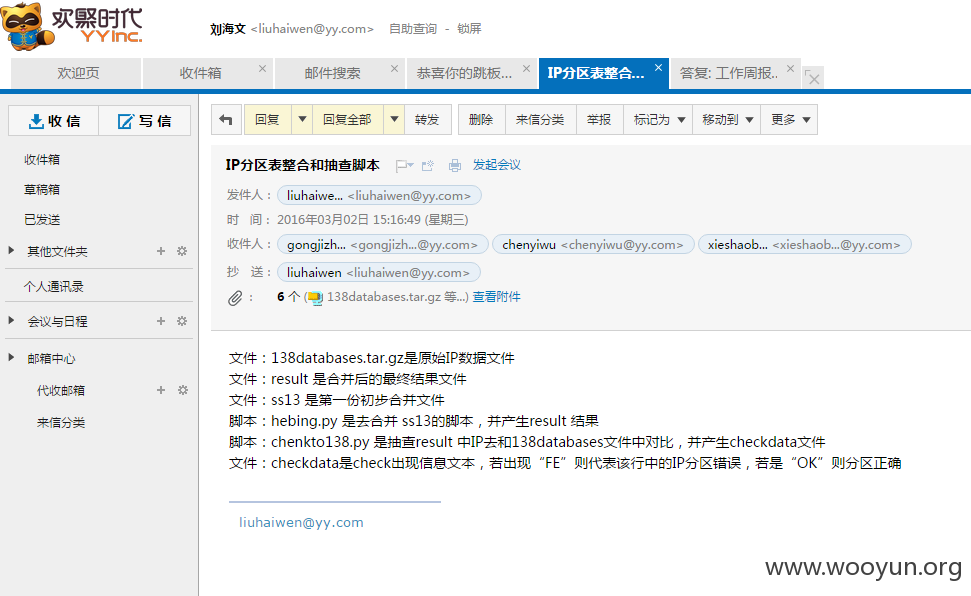 欢聚时代
YYinc.
刘海文 <liuhaiwen@yy.com> 自助查询 - 锁屏
欢迎页 收件箱 × 邮件搜索 × 恭喜你的跳板... × IP分区表整合... × 答复: 工作周报.. ×
收信 写信
回复 回复全部 转发 删除 来信分类 举报 标记为 移动到 更多
收件箱
草稿箱
已发送
其他文件夹 +
个人通讯录
会议与日程 +
邮箱中心
代收邮箱 +
来信分类
IP分区表整合和抽查脚本 发起会议
发件人： liuhaiwe... <liuhaiwen@yy.com>
时 间： 2016年03月02日 15:16:49 (星期三)
收件人： gongjizh... <gongjizh...@yy.com> chenyiwu <chenyiwu@yy.com> xieshaob... <xieshaob...@yy.com>
抄 送： liuhaiwen <liuhaiwen@yy.com>
： 6 个 (138databases.tar.gz 等...) 查看附件
文件：138databases.tar.gz是原始IP数据文件
文件：result 是合并后的最终结果文件
文件：ss13 是第一份初步合并文件
脚本：hebing.py 是去合并 ss13的脚本，并产生result 结果
脚本：chenkto138.py 是抽查result 中IP去和138databases文件中对比，并产生checkdata文件
文件：checkdata是check出现信息文本，若出现“FE”则代表该行中的IP分区错误，若是“OK”则分区正确
liuhaiwen@yy.com
www.wooyun.org